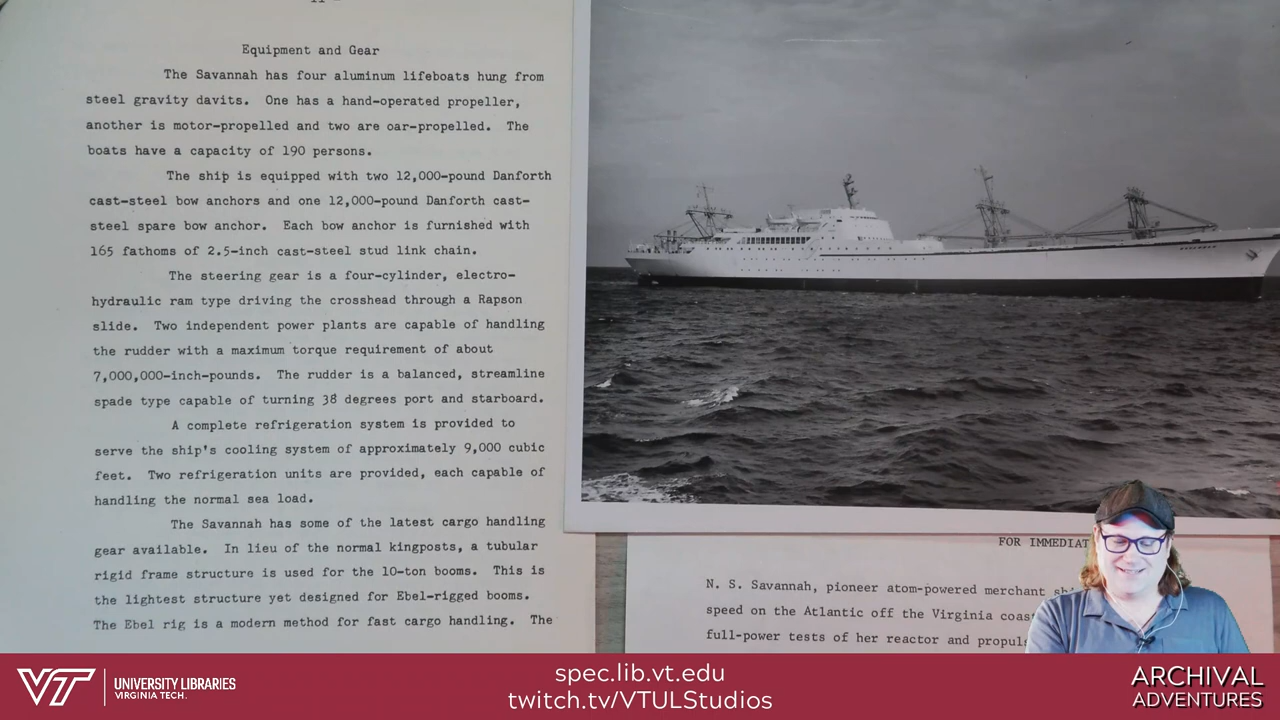 Equipment and Gear
The Savannah has four aluminum lifeboats hung from
steel gravity davits. One has a hand-operated propeller,
another is motor-propelled and two are oar-propelled. The
boats have a capacity of 190 persons.
The ship is equipped with two 12,000-pound Danforth
cast-steel bow anchors and one 12,000-pound Danforth cast-
steel spare bow anchor. Each bow anchor is furnished with
165 fathoms of 2.5-inch cast-steel stud link chain.
The steering gear is a four-cylinder, electro-
hydraulic ram type driving the crosshead through a Rapson
slide. Two independent power plants are capable of handling
the rudder with a maximum torque requirement of about
7,000,000-inch-pounds. The rudder is a balanced, streamline
spade type capable of turning 38 degrees port and starboard.
A complete refrigeration system is provided to
serve the ship's cooling system of approximately 9,000 cubic
feet. Two refrigeration units are provided, each capable of
handling the normal sea load.
The Savannah has some of the latest cargo handling
gear available. In lieu of the normal kingposts, a tubular
rigid frame structure is used for the 10-ton booms. This is
the lightest structure yet designed for Ebel-rigged booms.
The Ebel rig is a modern method for fast cargo handling. The
FOR IMMEDIAT
N. S. Savannah, pioneer atom-powered merchant
speed on the Atlantic off the Virginia
full-power tests of her reactor and
VT
UNIVERSITY LIBRARIES
VIRGINIA TECH.
spec.lib.vt.edu
twitch.tv/VTULStudios
ARCHIVAL
ADVENTURES